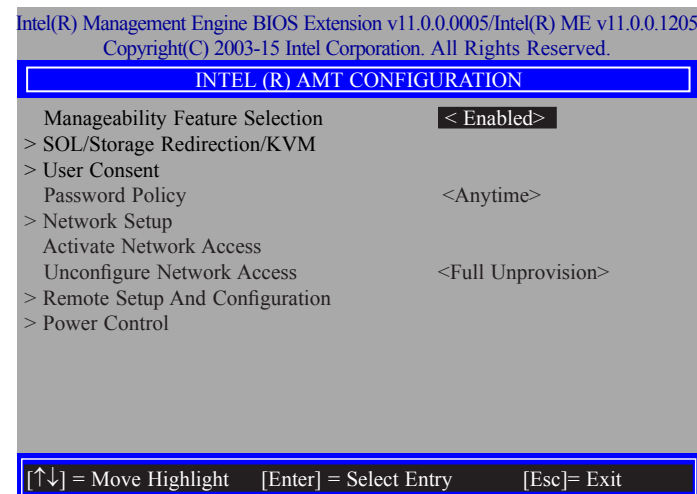 Intel(R) Management Engine BIOS Extension v11.0.0.0005/Intel(R) ME v11.0.0.1205
Copyright(C) 2003-15 Intel Corporation. All Rights Reserved.
INTEL (R) AMT CONFIGURATION
Manageability Feature Selection < Enabled>
> SOL/Storage Redirection/KVM
> User Consent
Password Policy <Anytime>
> Network Setup
Activate Network Access
Unconfigure Network Access <Full Unprovision>
> Remote Setup And Configuration
> Power Control
[↑↓] = Move Highlight [Enter] = Select Entry [Esc]= Exit